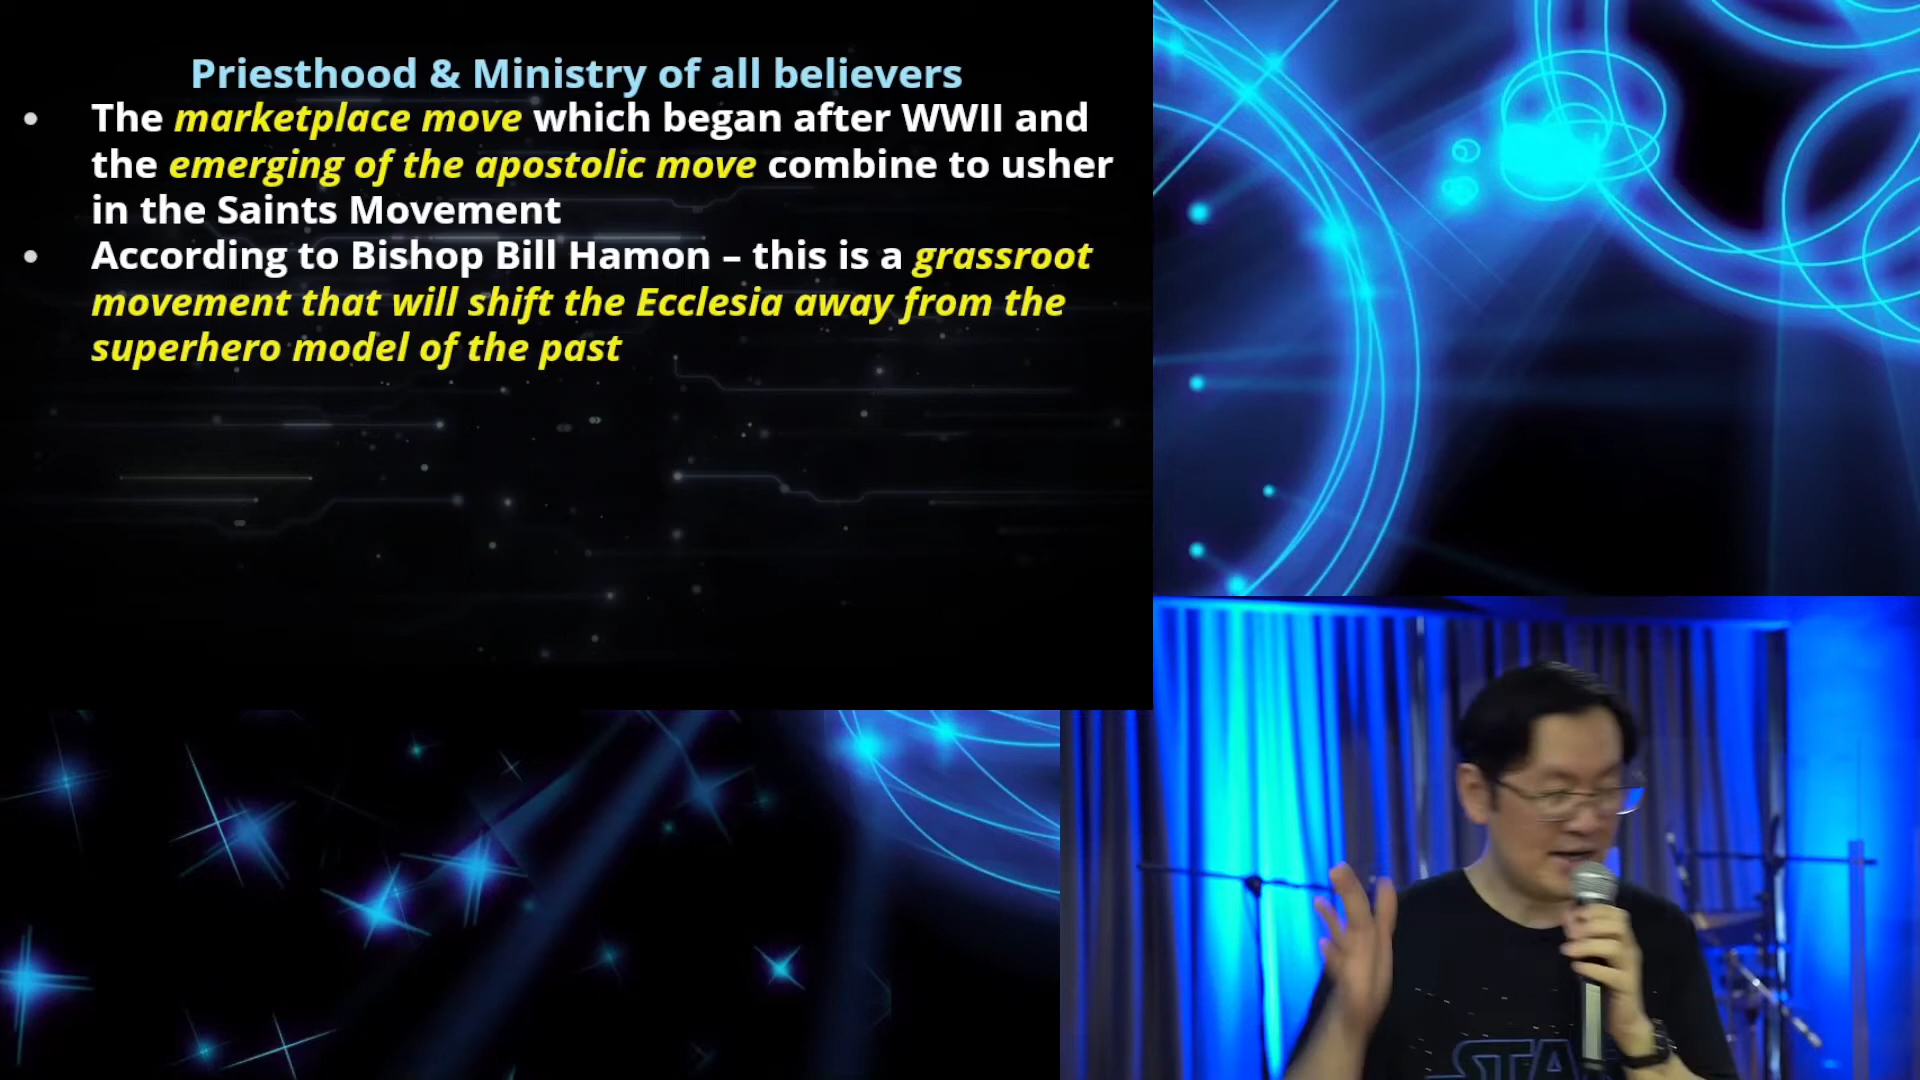 Priesthood & Ministry of all believers
• The marketplace move which began after WWII and
the emerging of the apostolic move combine to usher
in the Saints Movement
• According to Bishop Bill Hamon – this is a grassroot
movement that will shift the Ecclesia away from the
superhero model of the past
STA